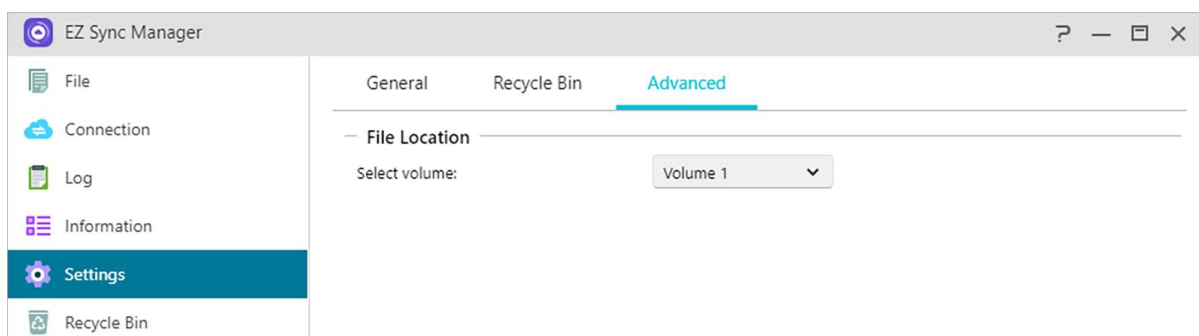 EZ Sync Manager
File
Connection
Log
Information
Settings
Recycle Bin
General Recycle Bin Advanced
File Location
Select volume: Volume 1